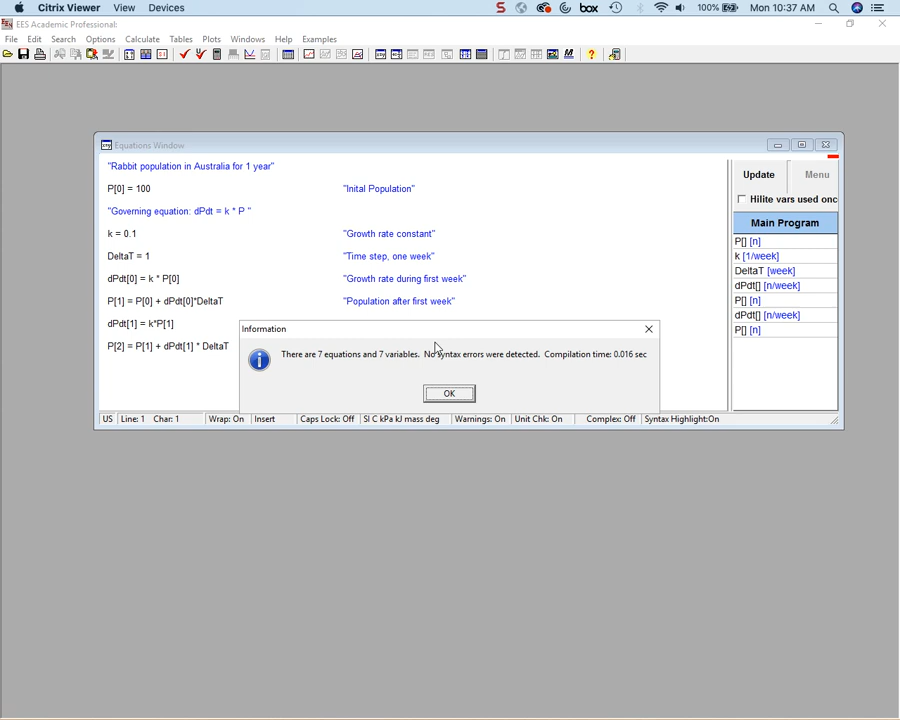 Citrix Viewer View Devices
100% Mon 10:37 AM
EES Academic Professional:
File Edit Search Options Calculate Tables Plots Windows Help Examples
Equations Window
"Rabbit population in Australia for 1 year"
P[0] = 100 "Inital Population"
"Governing equation: dPdt = k * P "
k = 0.1 "Growth rate constant"
DeltaT = 1 "Time step, one week"
dPdt[0] = k * P[0] "Growth rate during first week"
P[1] = P[0] + dPdt[0]*DeltaT "Population after first week"
dPdt[1] = k*P[1]
P[2] = P[1] + dPdt[1] * DeltaT
Update Menu
Hilite vars used onc
Main Program
P[] [n]
k [1/week]
DeltaT [week]
dPdt[] [n/week]
P[] [n]
dPdt[] [n/week]
P[] [n]
Information
There are 7 equations and 7 variables. No syntax errors were detected. Compilation time: 0.016 sec
OK
US Line: 1 Char: 1 Wrap: On Insert Caps Lock: Off SI C kPa kJ mass deg Warnings: On Unit Chk: On Complex: Off Syntax Highlight:On
box